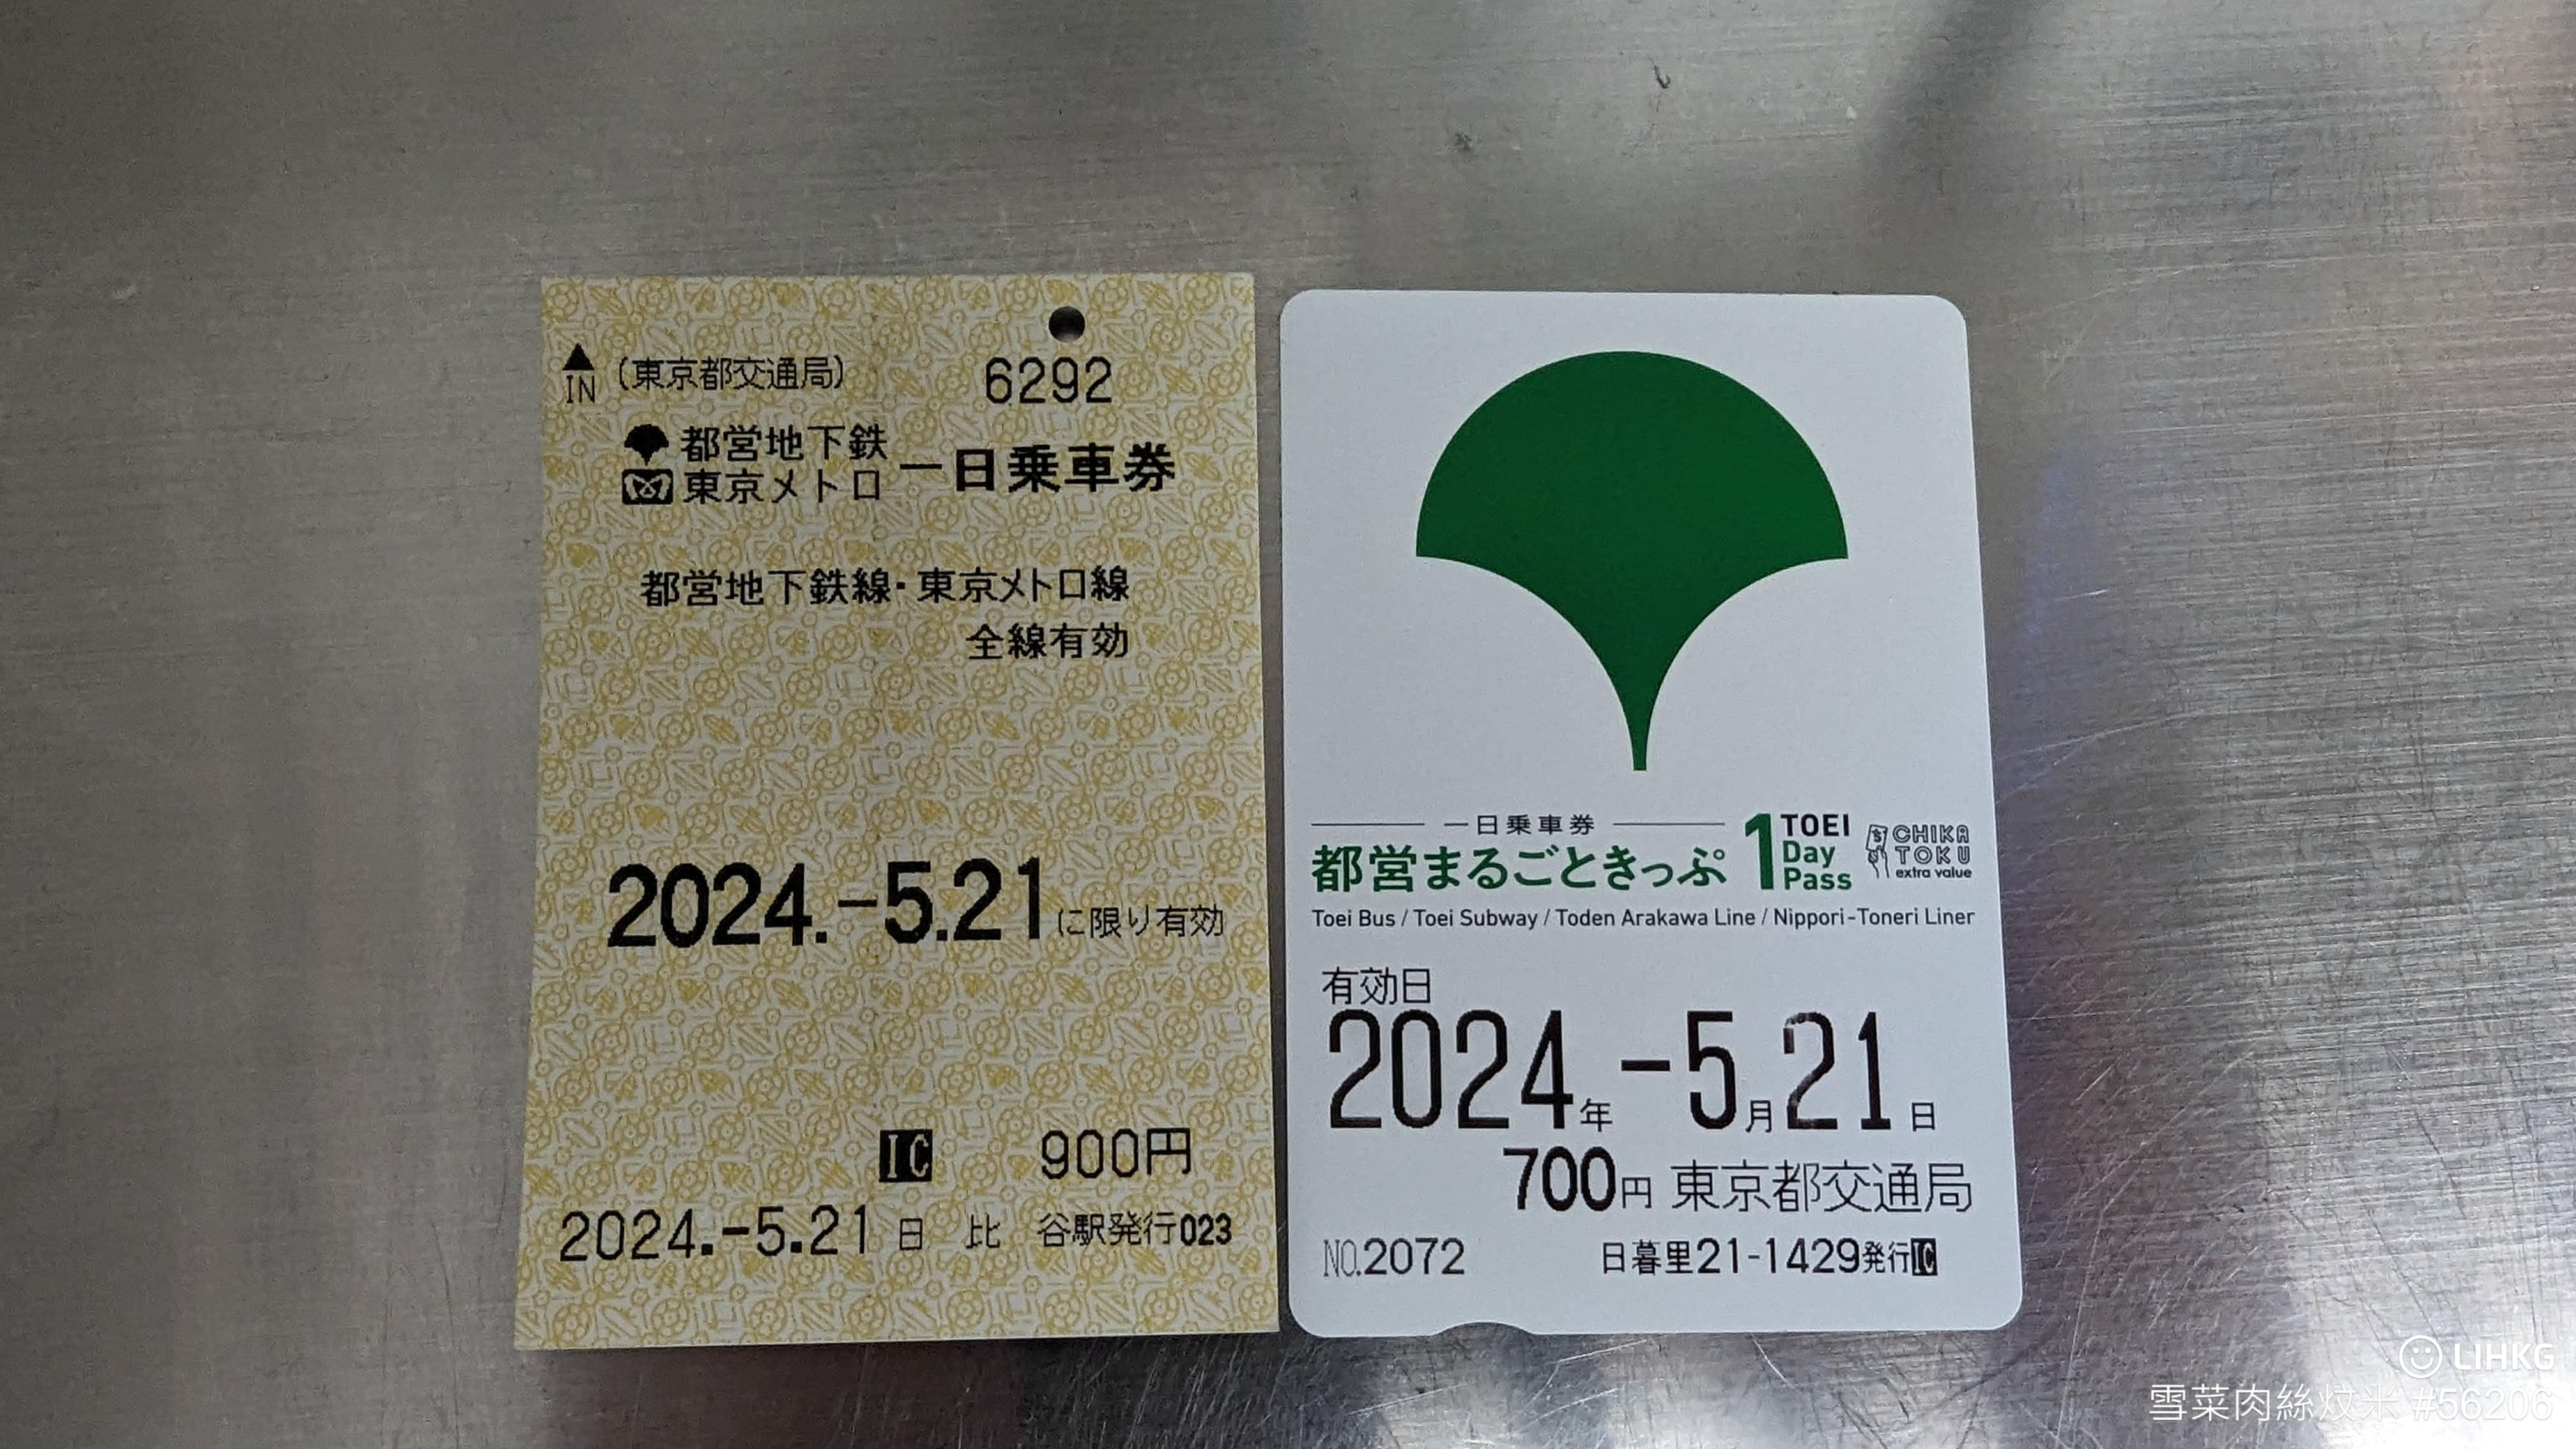 IN (東京都交通局) 6292
都営地下鉄
東京メトロ
一日乗車券
都営地下鉄線・東京メトロ線
全線有効
2024.-5.21に限り有効
IC 900円
2024.-5.21日 比 谷駅発行023
一日乗車券
都営まるごときっぷ
1 TOEI
Day
Pass
CHIKA
TOKU
extra value
Toei Bus / Toei Subway / Toden Arakawa Line / Nippori-Toneri Liner
有効日
2024年-5月21日
700円 東京都交通局
NO.2072 日暮里21-1429発行IC
LIHKG
雪菜肉絲炆米 #56206